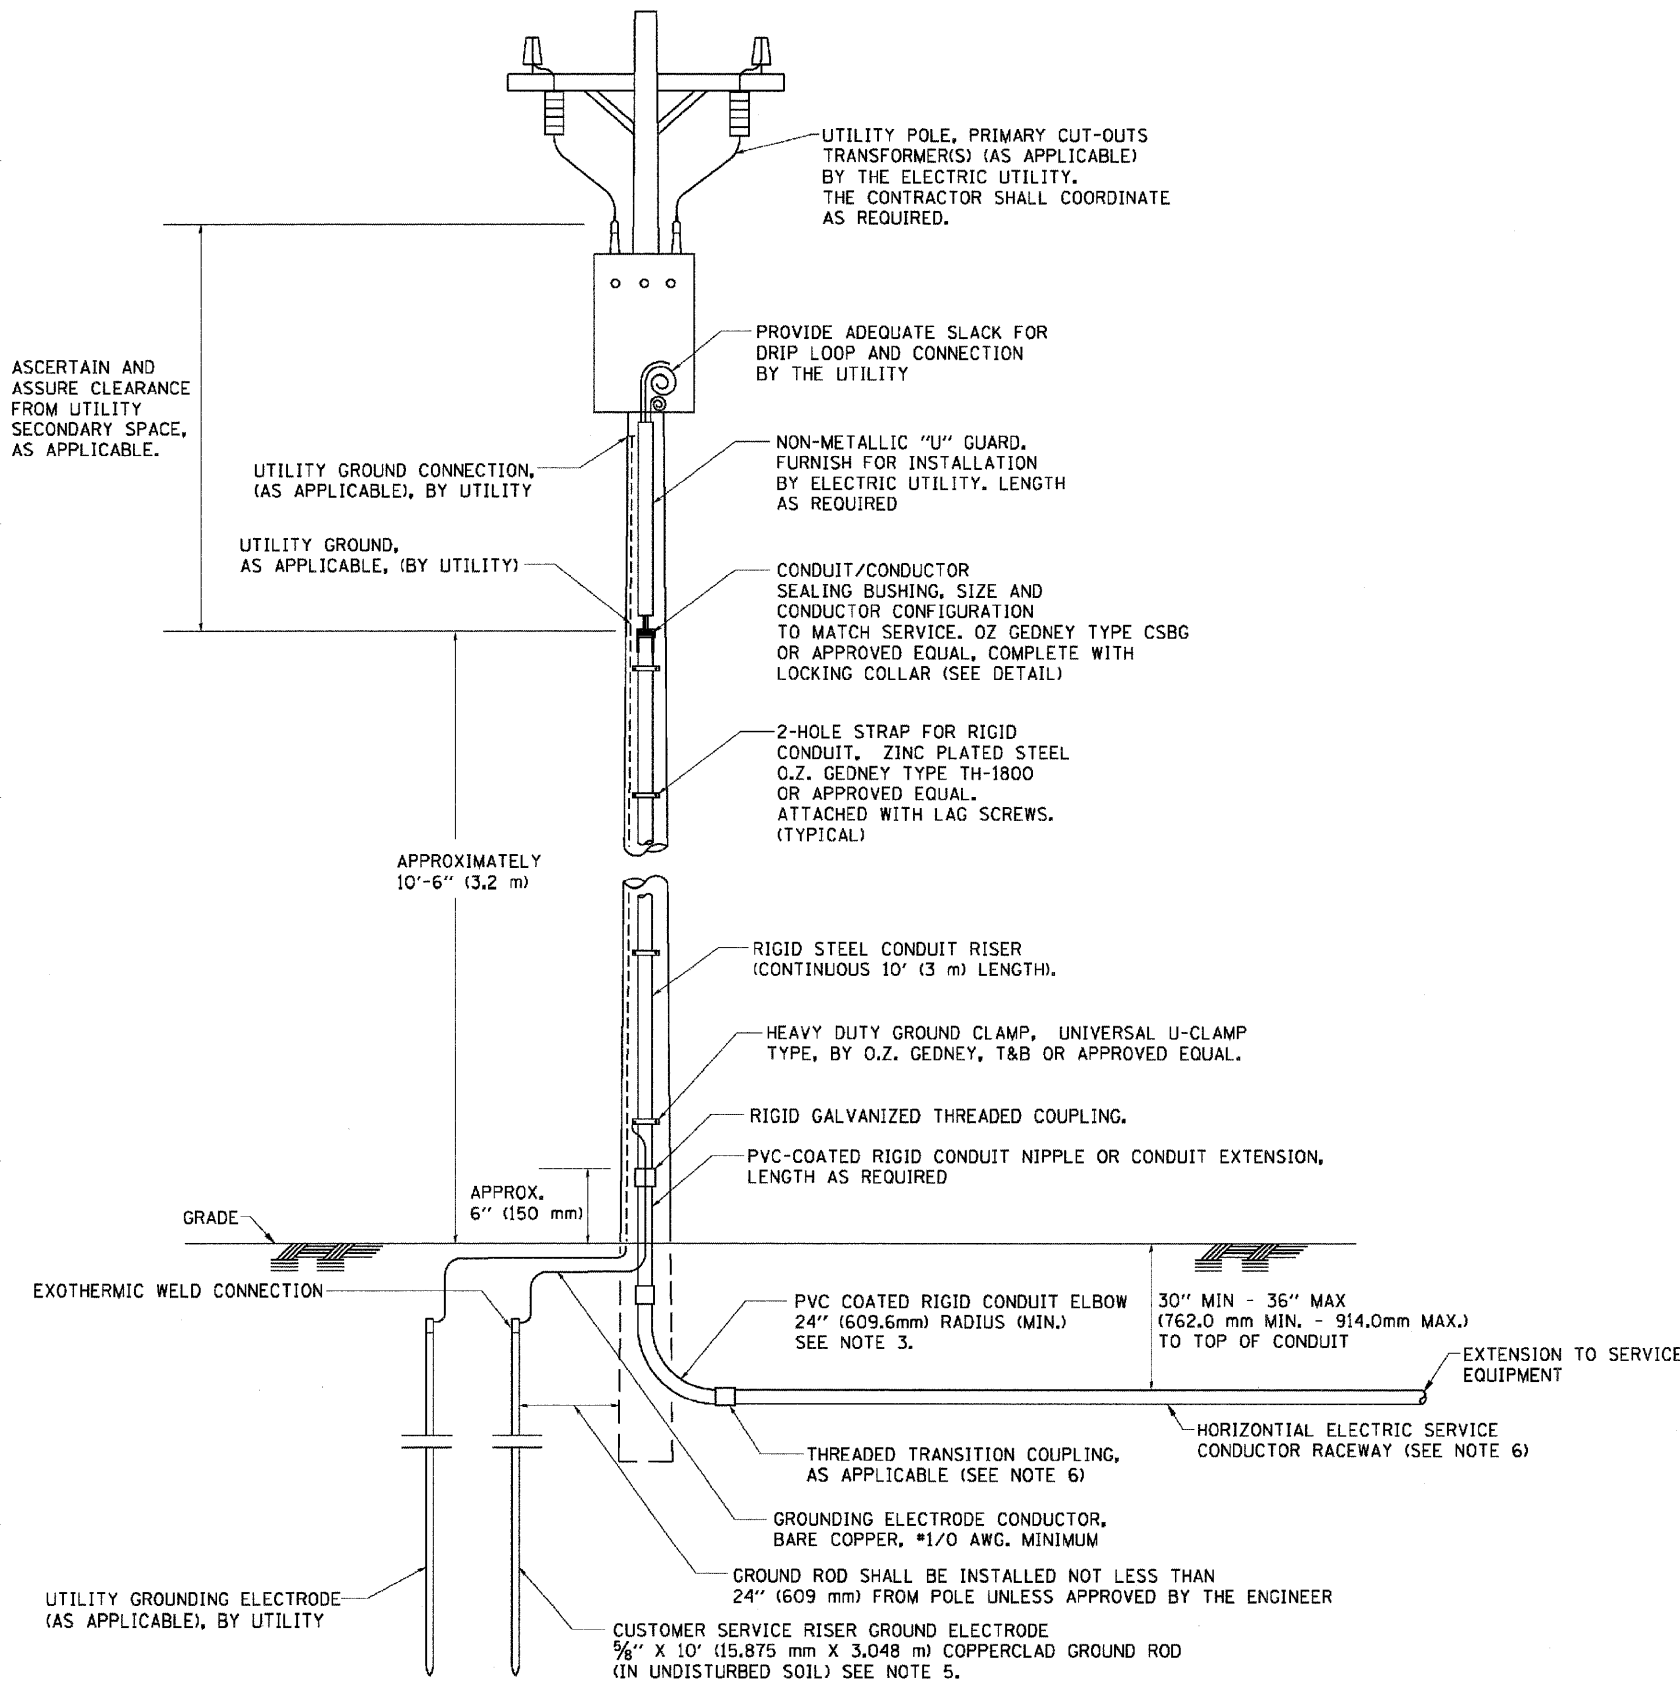 UTILITY POLE, PRIMARY CUT-OUTS
TRANSFORMER(S) (AS APPLICABLE)
BY THE ELECTRIC UTILITY.
THE CONTRACTOR SHALL COORDINATE
AS REQUIRED.
PROVIDE ADEQUATE SLACK FOR
DRIP LOOP AND CONNECTION
BY THE UTILITY
ASCERTAIN AND
ASSURE CLEARANCE
FROM UTILITY
SECONDARY SPACE,
AS APPLICABLE.
NON-METALLIC "U" GUARD.
FURNISH FOR INSTALLATION
BY ELECTRIC UTILITY. LENGTH
AS REQUIRED
UTILITY GROUND CONNECTION,
(AS APPLICABLE), BY UTILITY
UTILITY GROUND,
AS APPLICABLE, (BY UTILITY)
CONDUIT/CONDUCTOR
SEALING BUSHING, SIZE AND
CONDUCTOR CONFIGURATION
TO MATCH SERVICE. OZ GEDNEY TYPE CSBG
OR APPROVED EQUAL, COMPLETE WITH
LOCKING COLLAR (SEE DETAIL)
2-HOLE STRAP FOR RIGID
CONDUIT, ZINC PLATED STEEL
O.Z. GEDNEY TYPE TH-1800
OR APPROVED EQUAL.
ATTACHED WITH LAG SCREWS.
(TYPICAL)
APPROXIMATELY
10'-6" (3.2 m)
RIGID STEEL CONDUIT RISER
(CONTINUOUS 10' (3 m) LENGTH).
HEAVY DUTY GROUND CLAMP, UNIVERSAL U-CLAMP
TYPE, BY O.Z. GEDNEY, T&B OR APPROVED EQUAL.
RIGID GALVANIZED THREADED COUPLING.
PVC-COATED RIGID CONDUIT NIPPLE OR CONDUIT EXTENSION,
LENGTH AS REQUIRED
APPROX.
6" (150 mm)
GRADE
EXOTHERMIC WELD CONNECTION
PVC COATED RIGID CONDUIT ELBOW
24" (609.6mm) RADIUS (MIN.)
SEE NOTE 3.
30" MIN - 36" MAX
(762.0 mm MIN. - 914.0mm MAX.)
TO TOP OF CONDUIT
EXTENSION TO SERVICE
EQUIPMENT
HORIZONTIAL ELECTRIC SERVICE
CONDUCTOR RACEWAY (SEE NOTE 6)
THREADED TRANSITION COUPLING,
AS APPLICABLE (SEE NOTE 6)
GROUNDING ELECTRODE CONDUCTOR,
BARE COPPER, #1/0 AWG. MINIMUM
GROUND ROD SHALL BE INSTALLED NOT LESS THAN
24" (609 mm) FROM POLE UNLESS APPROVED BY THE ENGINEER
UTILITY GROUNDING ELECTRODE
(AS APPLICABLE), BY UTILITY
CUSTOMER SERVICE RISER GROUND ELECTRODE
5/8" X 10' (15.875 mm X 3.048 m) COPPERCLAD GROUND ROD
(IN UNDISTURBED SOIL) SEE NOTE 5.